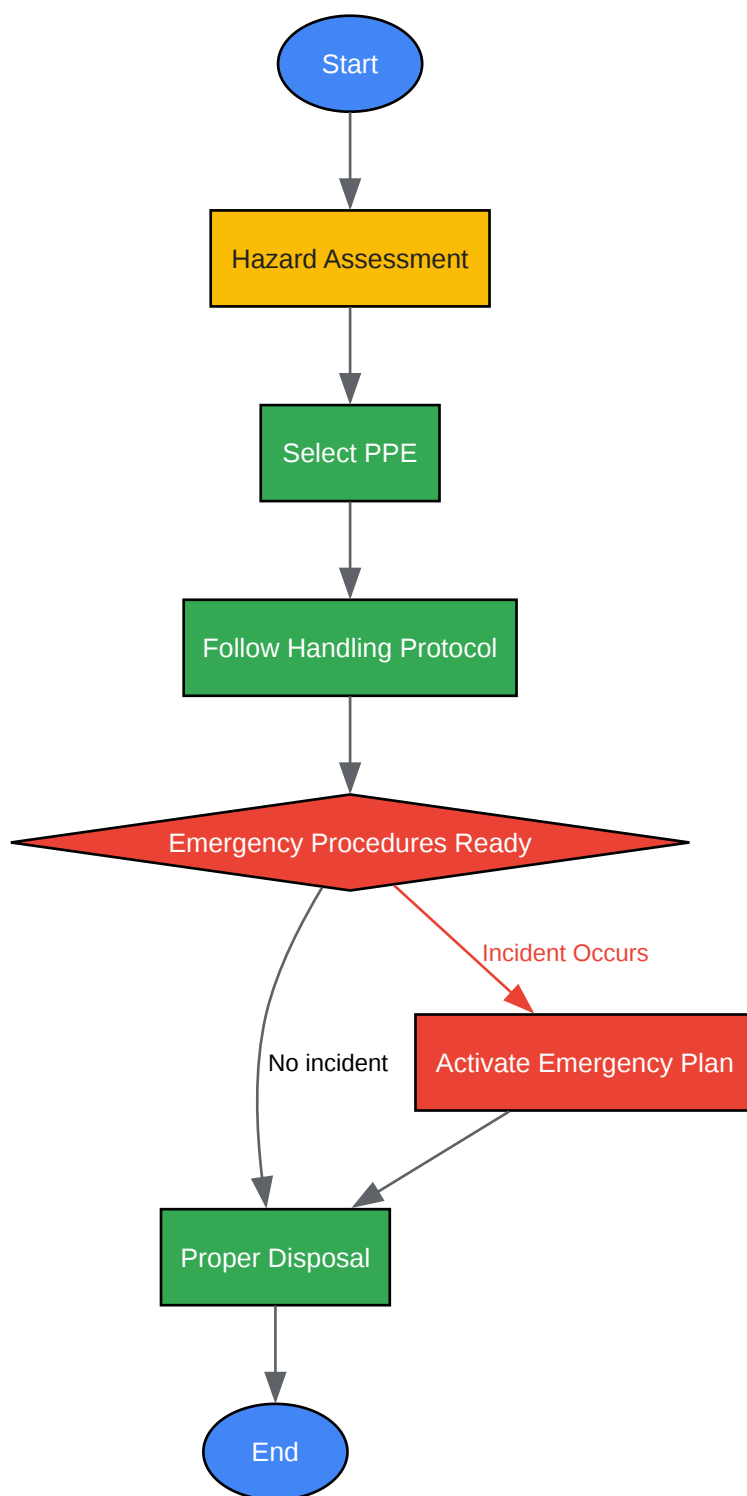 Start
Hazard Assessment
Select PPE
Follow Handling Protocol
Emergency Procedures Ready
Incident Occurs
No incident
Activate Emergency Plan
Proper Disposal
End